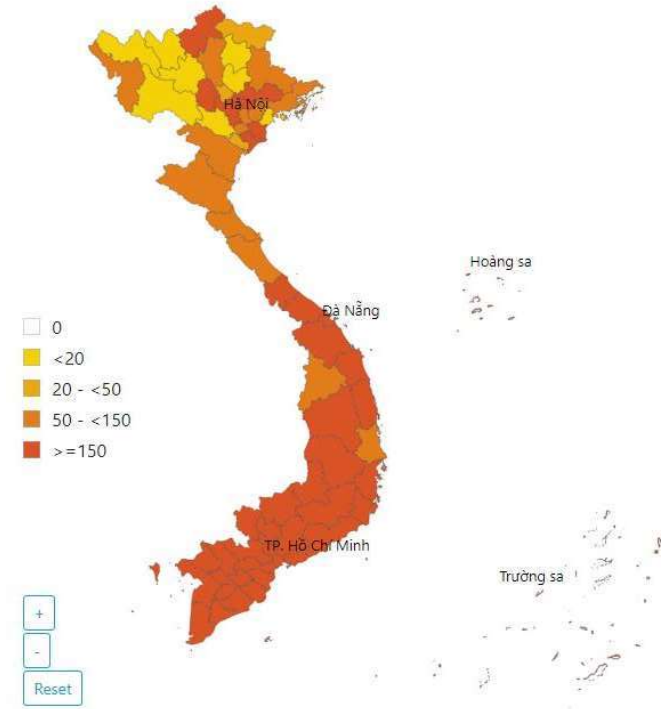 Hà Nội
Hoàng sa
Đà Nẵng
0
<20
20 - <50
50 - <150
>=150
TP. Hồ Chí Minh
Trường sa
+
-
Reset